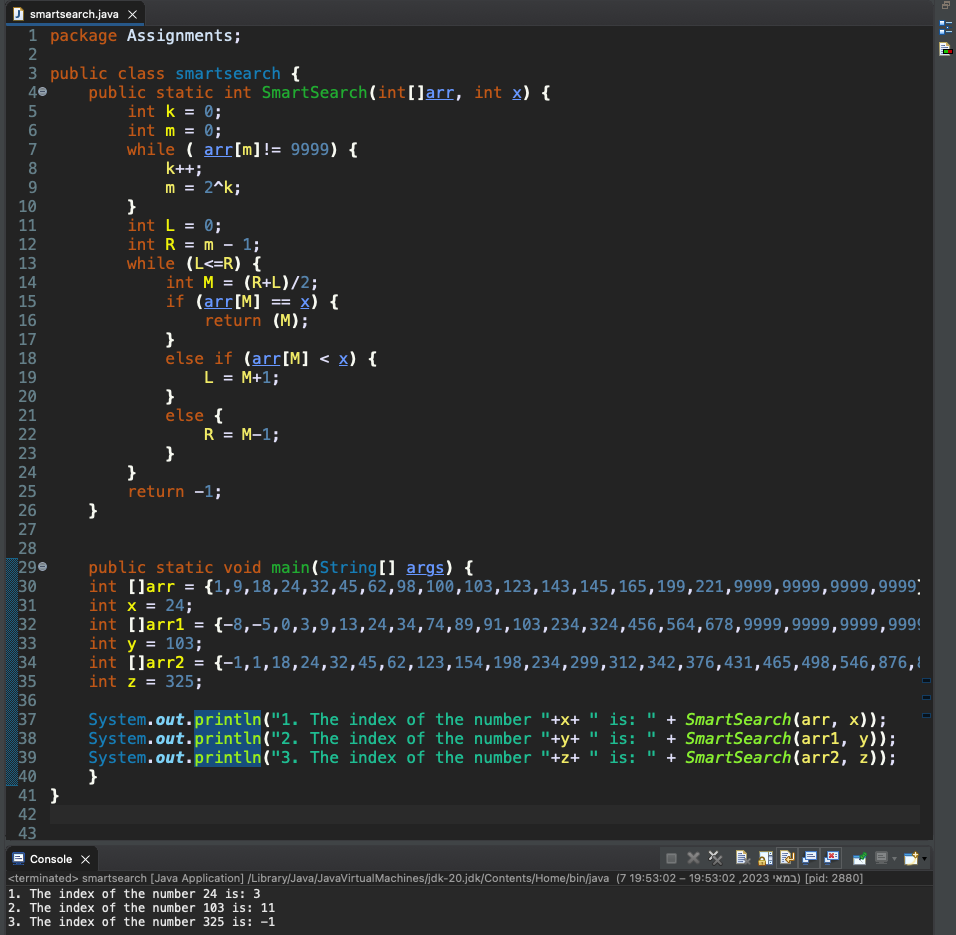 smartsearch.java
1 package Assignments;
2
3 public class smartsearch {
4 public static int SmartSearch(int[]arr, int x) {
5 int k = 0;
6 int m = 0;
7 while ( arr[m]!= 9999) {
8 k++;
9 m = 2^k;
10 }
11 int L = 0;
12 int R = m - 1;
13 while (L<=R) {
14 int M = (R+L)/2;
15 if (arr[M] == x) {
16 return (M);
17 }
18 else if (arr[M] < x) {
19 L = M+1;
20 }
21 else {
22 R = M-1;
23 }
24 }
25 return -1;
26 }
27
28
29 public static void main(String[] args) {
30 int []arr = {1,9,18,24,32,45,62,98,100,103,123,143,145,165,199,221,9999,9999,9999,9999}
31 int x = 24;
32 int []arr1 = {-8,-5,0,3,9,13,24,34,74,89,91,103,234,324,456,564,678,9999,9999,9999,9999
33 int y = 103;
34 int []arr2 = {-1,1,18,24,32,45,62,123,154,198,234,299,312,342,376,431,465,498,546,876,
35 int z = 325;
36
37 System.out.println("1. The index of the number "+x+ " is: " + SmartSearch(arr, x));
38 System.out.println("2. The index of the number "+y+ " is: " + SmartSearch(arr1, y));
39 System.out.println("3. The index of the number "+z+ " is: " + SmartSearch(arr2, z));
40 }
41 }
42
43
Console
<terminated> smartsearch [Java Application] /Library/Java/JavaVirtualMachines/jdk-20.jdk/Contents/Home/bin/java (7 במאי 2023, 19:53:02 – 19:53:02) [pid: 2880]
1. The index of the number 24 is: 3
2. The index of the number 103 is: 11
3. The index of the number 325 is: -1